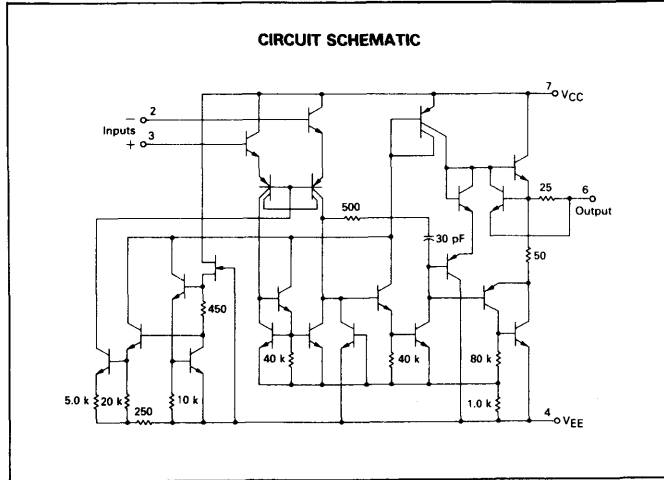 CIRCUIT SCHEMATIC
7
VCC
− 2
Inputs 3
+
25 6
Output
500
30 pF
50
450
40 k
40 k
80 k
5.0 k 20 k 10 k
250
1.0 k
4
VEE